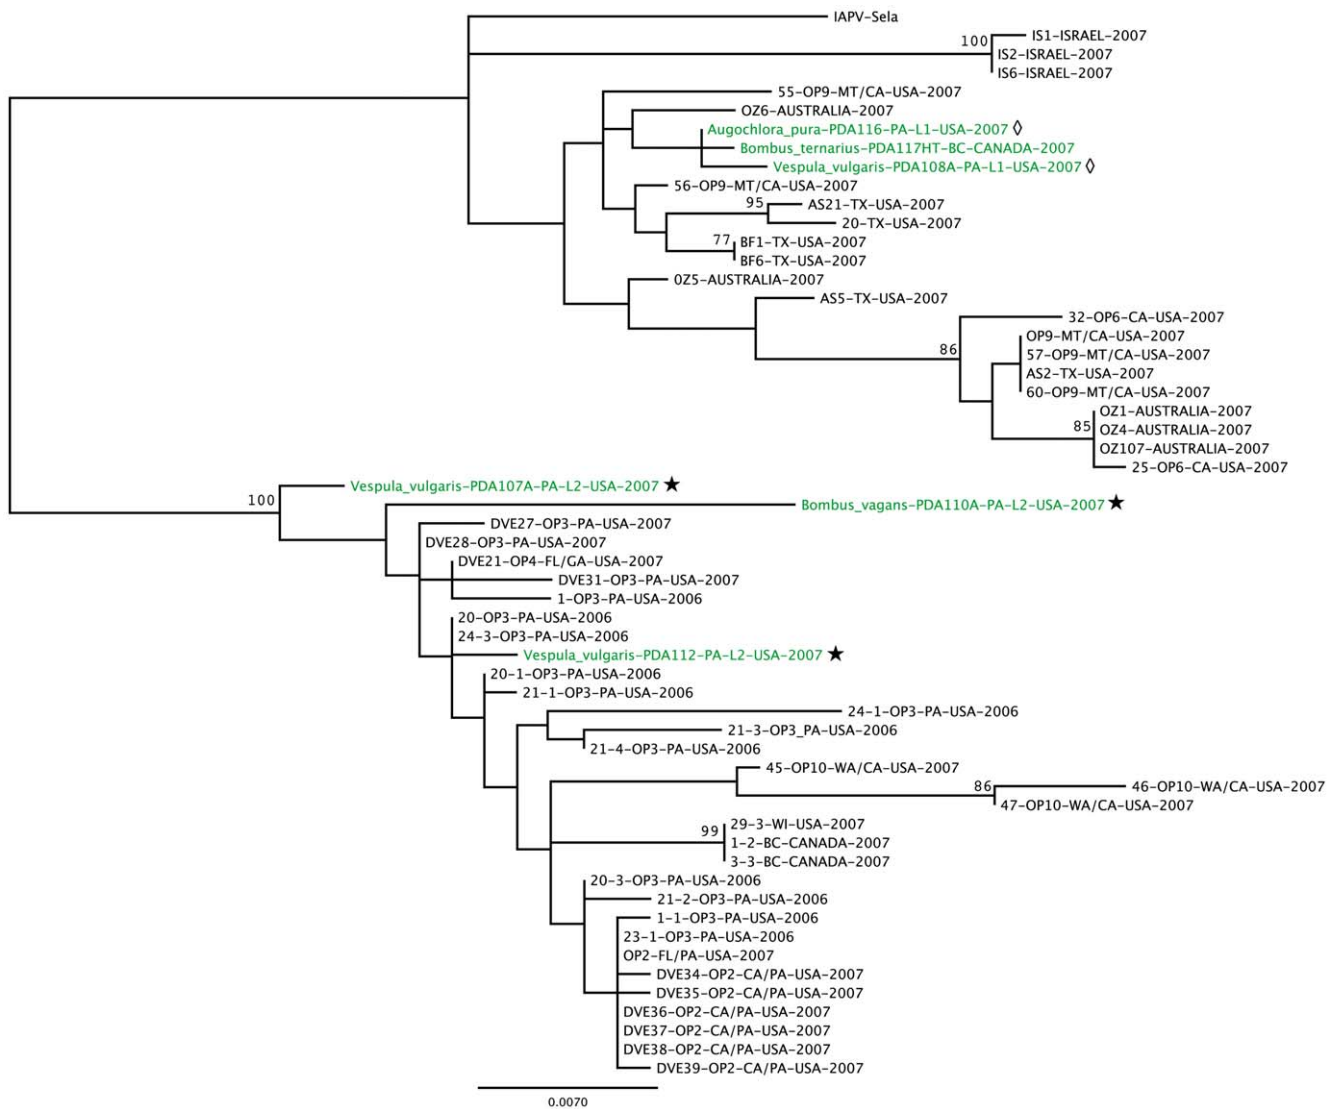 IAPV-Sela
100
IS1-ISRAEL-2007
IS2-ISRAEL-2007
IS6-ISRAEL-2007
55-OP9-MT/CA-USA-2007
OZ6-AUSTRALIA-2007
Augochlora_pura-PDA116-PA-L1-USA-2007 ◊
Bombus_ternarius-PDA117HT-BC-CANADA-2007
Vespula_vulgaris-PDA108A-PA-L1-USA-2007 ◊
56-OP9-MT/CA-USA-2007
95
AS21-TX-USA-2007
20-TX-USA-2007
77
BF1-TX-USA-2007
BF6-TX-USA-2007
0Z5-AUSTRALIA-2007
AS5-TX-USA-2007
32-OP6-CA-USA-2007
86
OP9-MT/CA-USA-2007
57-OP9-MT/CA-USA-2007
AS2-TX-USA-2007
60-OP9-MT/CA-USA-2007
85
OZ1-AUSTRALIA-2007
OZ4-AUSTRALIA-2007
OZ107-AUSTRALIA-2007
25-OP6-CA-USA-2007
100
Vespula_vulgaris-PDA107A-PA-L2-USA-2007 ★
Bombus_vagans-PDA110A-PA-L2-USA-2007 ★
DVE27-OP3-PA-USA-2007
DVE28-OP3-PA-USA-2007
DVE21-OP4-FL/GA-USA-2007
DVE31-OP3-PA-USA-2007
1-OP3-PA-USA-2006
20-OP3-PA-USA-2006
24-3-OP3-PA-USA-2006
Vespula_vulgaris-PDA112-PA-L2-USA-2007 ★
20-1-OP3-PA-USA-2006
21-1-OP3-PA-USA-2006
24-1-OP3-PA-USA-2006
21-3-OP3_PA-USA-2006
21-4-OP3-PA-USA-2006
45-OP10-WA/CA-USA-2007
86
46-OP10-WA/CA-USA-2007
47-OP10-WA/CA-USA-2007
99
29-3-WI-USA-2007
1-2-BC-CANADA-2007
3-3-BC-CANADA-2007
20-3-OP3-PA-USA-2006
21-2-OP3-PA-USA-2006
1-1-OP3-PA-USA-2006
23-1-OP3-PA-USA-2006
OP2-FL/PA-USA-2007
DVE34-OP2-CA/PA-USA-2007
DVE35-OP2-CA/PA-USA-2007
DVE36-OP2-CA/PA-USA-2007
DVE37-OP2-CA/PA-USA-2007
DVE38-OP2-CA/PA-USA-2007
DVE39-OP2-CA/PA-USA-2007
0.0070